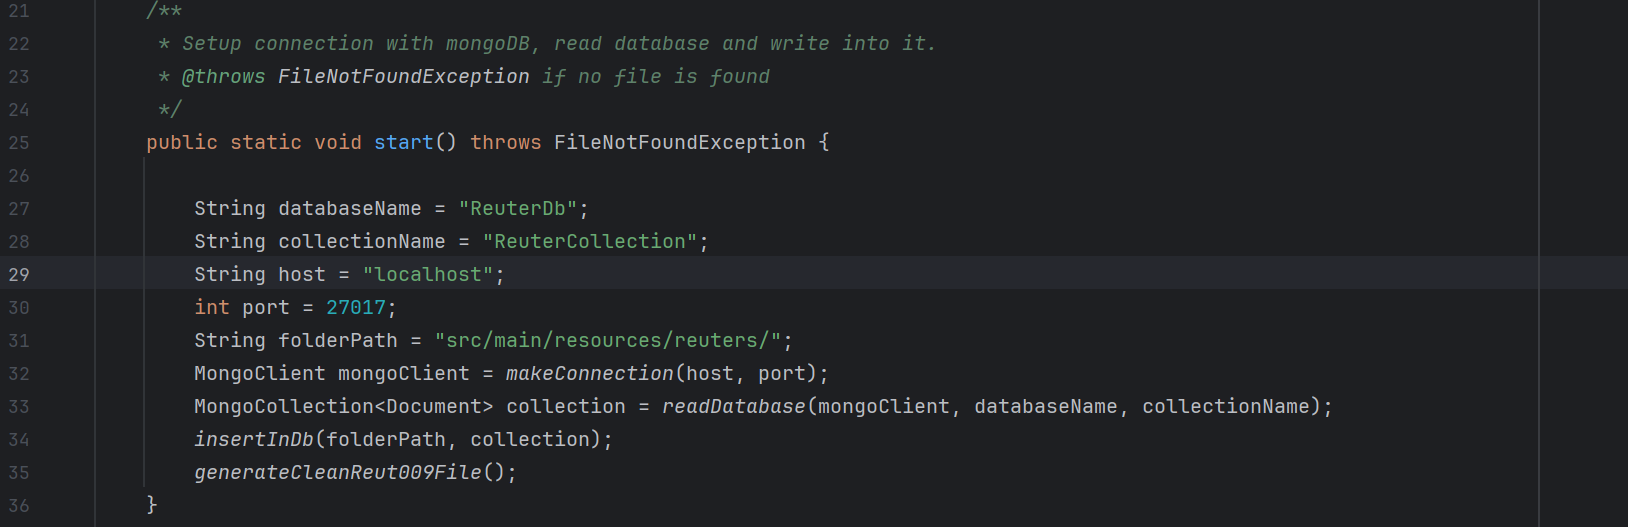 21 /**
22 * Setup connection with mongoDB, read database and write into it.
23 * @throws FileNotFoundException if no file is found
24 */
25 public static void start() throws FileNotFoundException {
26
27 String databaseName = "ReuterDb";
28 String collectionName = "ReuterCollection";
29 String host = "localhost";
30 int port = 27017;
31 String folderPath = "src/main/resources/reuters/";
32 MongoClient mongoClient = makeConnection(host, port);
33 MongoCollection<Document> collection = readDatabase(mongoClient, databaseName, collectionName);
34 insertInDb(folderPath, collection);
35 generateCleanReut009File();
36 }